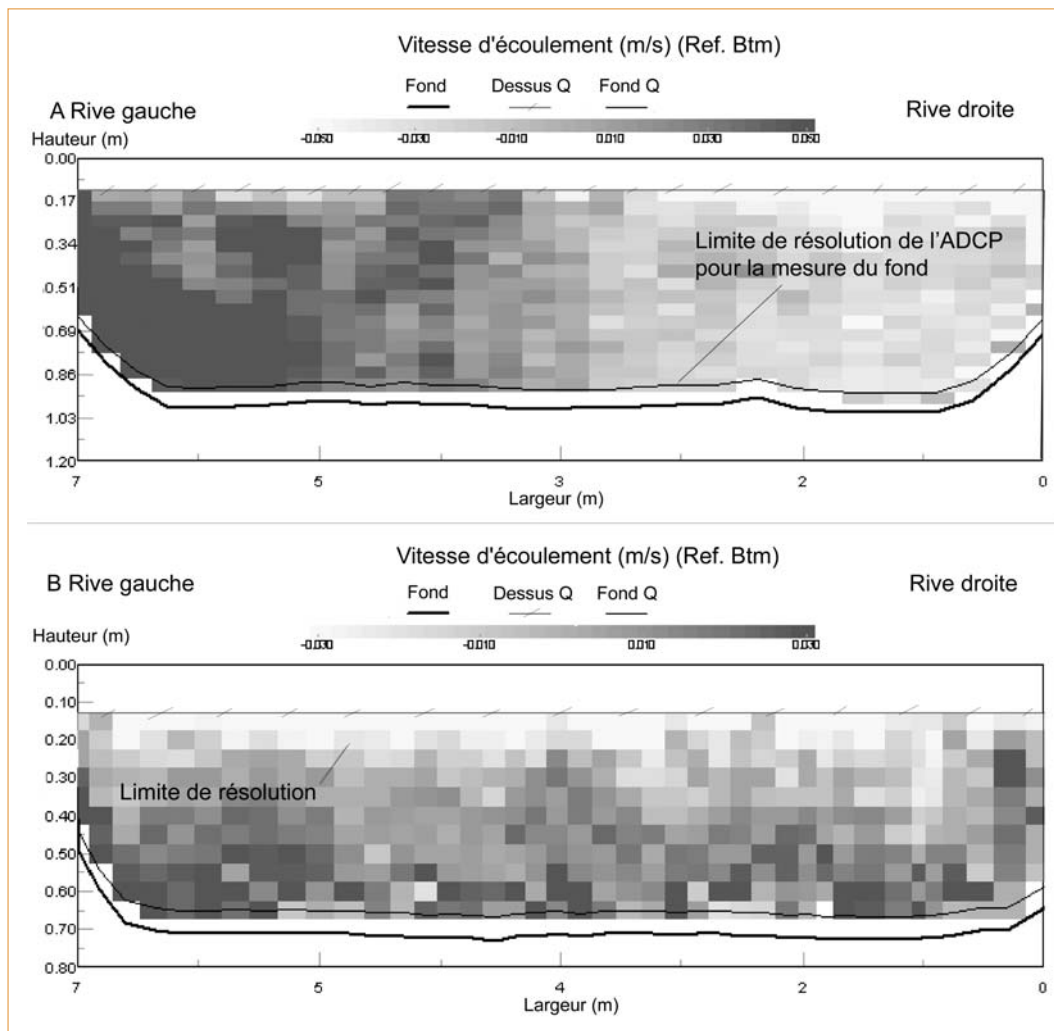 Vitesse d'écoulement (m/s) (Ref. Btm)
Fond Dessus Q Fond Q
A Rive gauche Rive droite
Hauteur (m)
-0.050 -0.030 -0.010 0.010 0.030 0.050
0.00
0.17
0.34
0.51
0.69
0.86
1.03
1.20
Limite de résolution de l'ADCP
pour la mesure du fond
7 5 3 2 0
Largeur (m)
Vitesse d'écoulement (m/s) (Ref. Btm)
B Rive gauche Rive droite
Fond Dessus Q Fond Q
Hauteur (m)
-0.030 -0.010 0.010 0.030
0.00
0.10
0.20
0.30
0.40
0.50
0.60
0.70
0.80
Limite de résolution
7 5 4 2 0
Largeur (m)